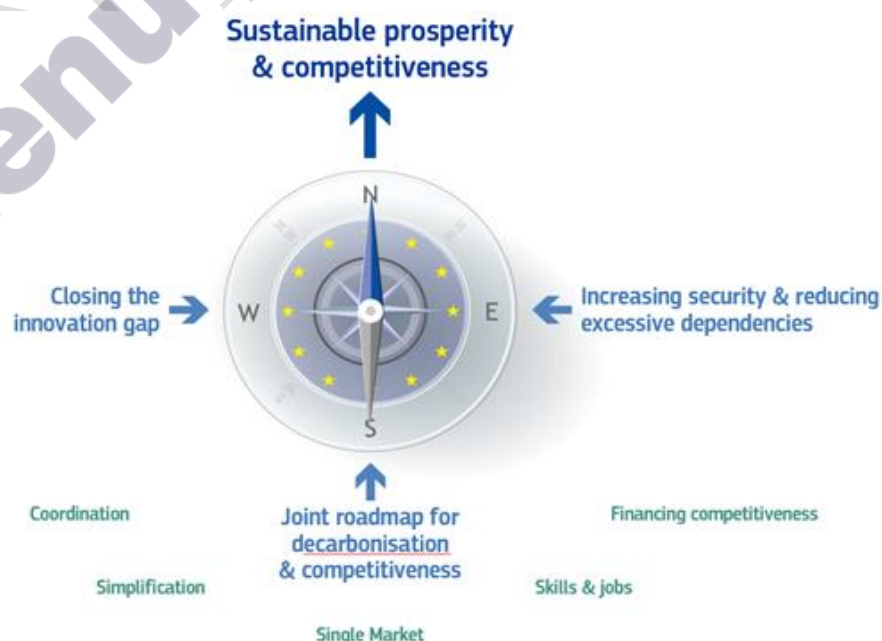 Sustainable prosperity
& competitiveness
N
Closing the
innovation gap
W
E
Increasing security & reducing
excessive dependencies
S
Coordination
Joint roadmap for
decarbonisation
& competitiveness
Financing competitiveness
Simplification
Skills & jobs
Single Market